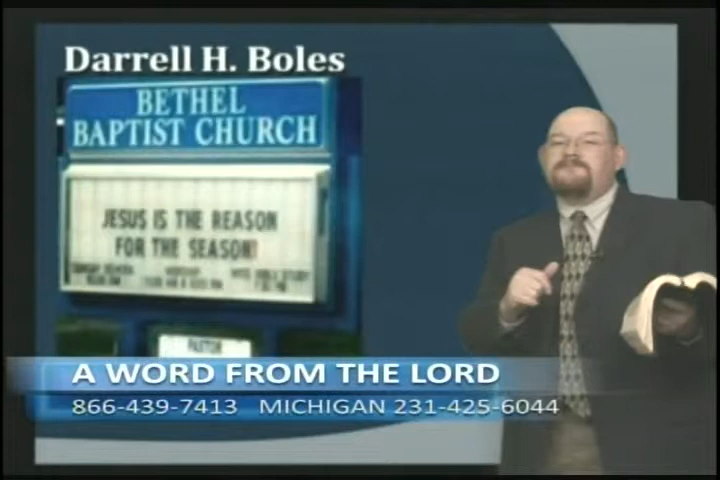 Darrell H. Boles
BETHEL
BAPTIST CHURCH
JESUS IS THE REASON
FOR THE SEASON!
PASTOR
A WORD FROM THE LORD
866-439-7413 MICHIGAN 231-425-6044